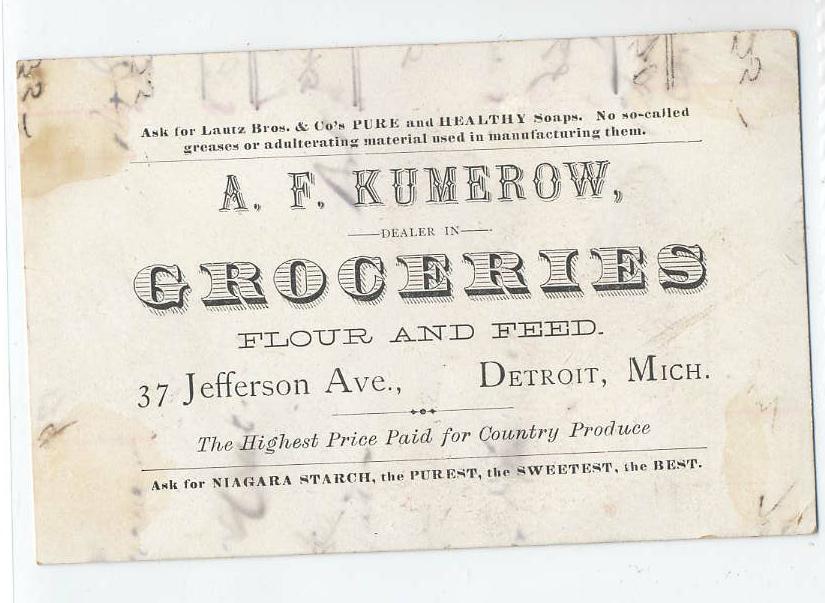 Ask for Lautz Bros. & Co's PURE and HEALTHY Soaps. No so-called
greases or adulterating material used in manufacturing them.
A. F. KUMEROW,
DEALER IN
GROCERIES
FLOUR AND FEED.
37 Jefferson Ave., DETROIT, MICH.
The Highest Price Paid for Country Produce
Ask for NIAGARA STARCH, the PUREST, the SWEETEST, the BEST.